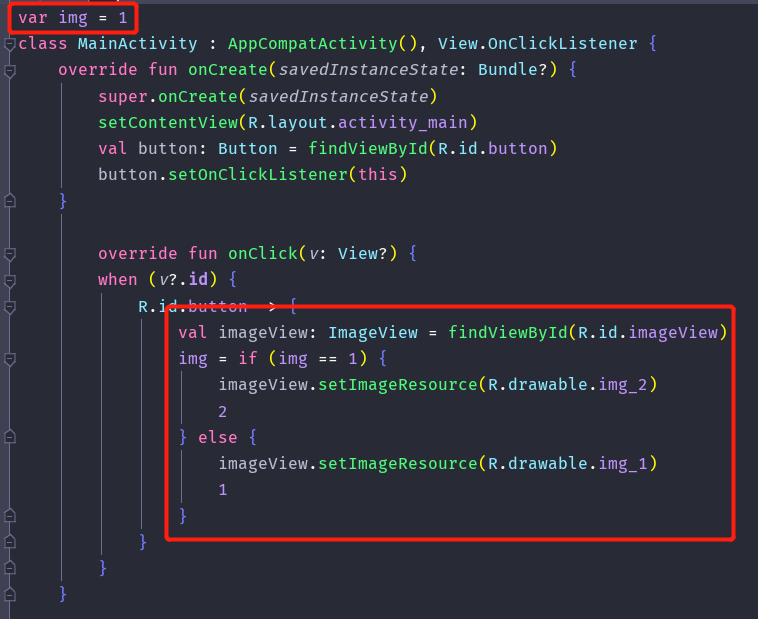 var img = 1
class MainActivity : AppCompatActivity(), View.OnClickListener {
    override fun onCreate(savedInstanceState: Bundle?) {
        super.onCreate(savedInstanceState)
        setContentView(R.layout.activity_main)
        val button: Button = findViewById(R.id.button)
        button.setOnClickListener(this)
    }
        override fun onClick(v: View?) {
        when (v?.id) {
            R.id.button -> {
                val imageView: ImageView = findViewById(R.id.imageView)
                img = if (img == 1) {
                    imageView.setImageResource(R.drawable.img_2)
                    2
                } else {
                    imageView.setImageResource(R.drawable.img_1)
                    1
                }
            }
        }
    }